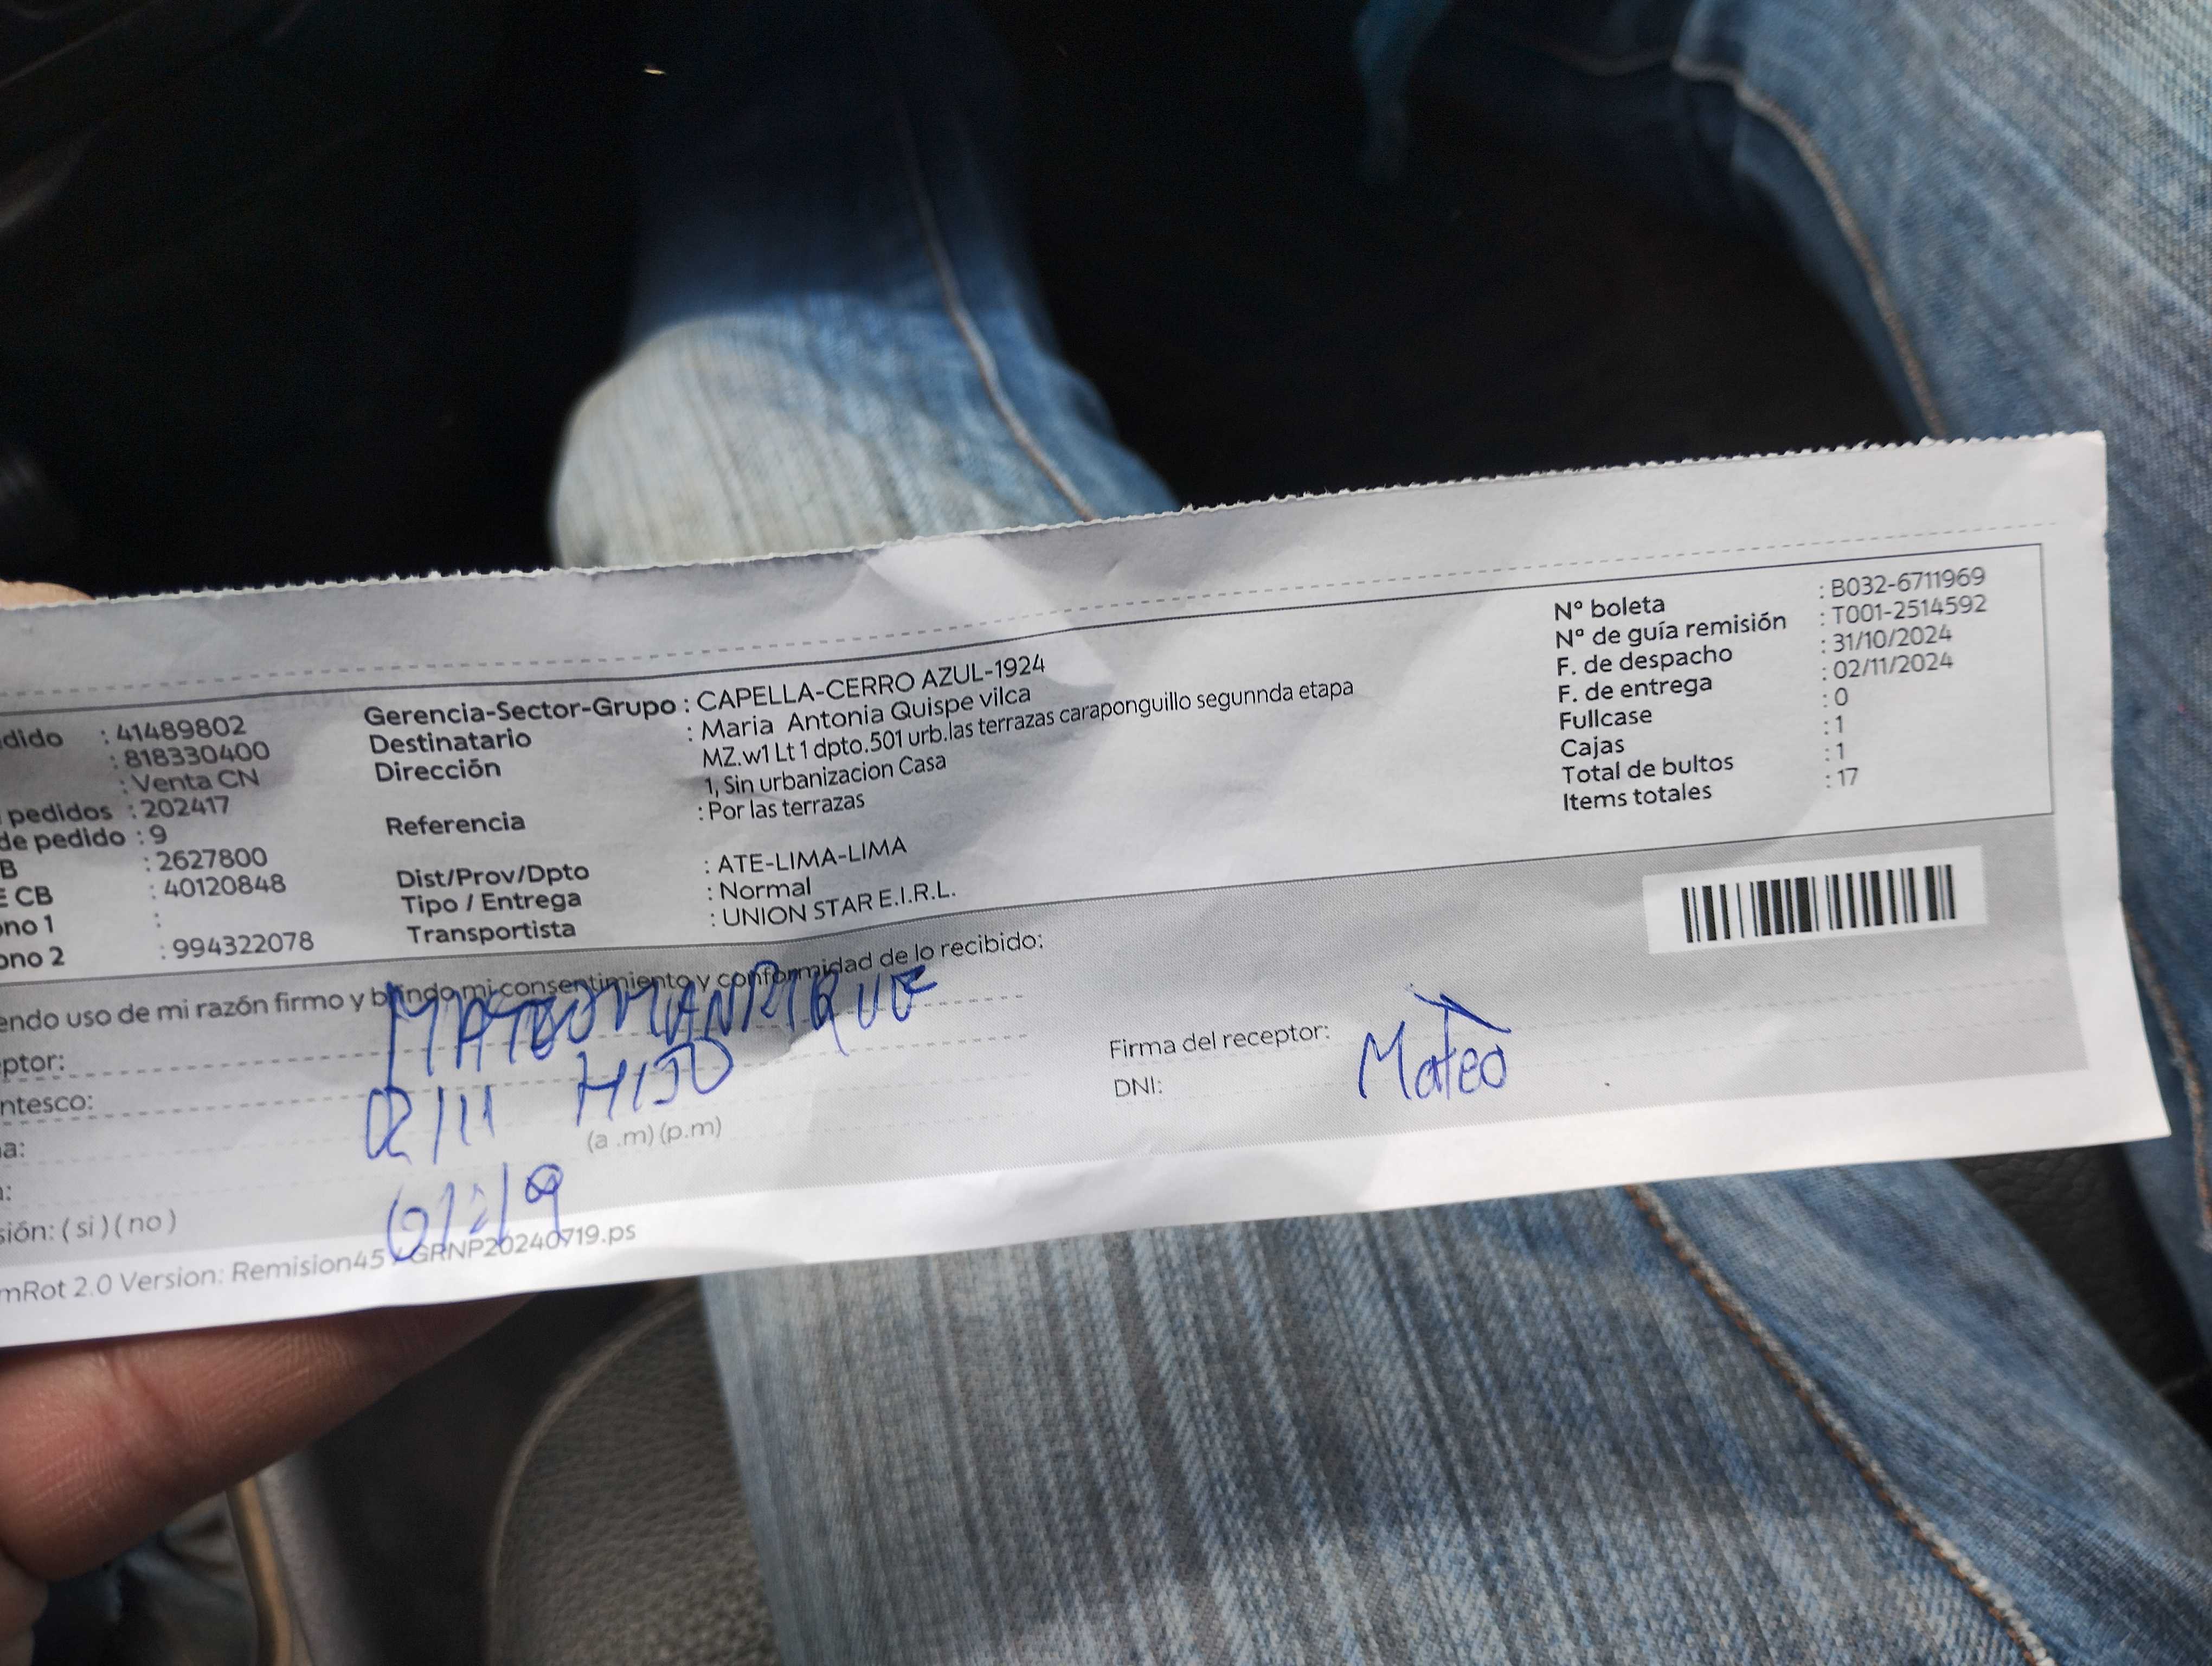 dido : 41489802
: 818330400
: Venta CN
pedidos : 202417
de pedido : 9
B : 2627800
E CB : 40120848
ono 1 :
ono 2 : 994322078
Gerencia-Sector-Grupo : CAPELLA-CERRO AZUL-1924
Destinatario : Maria Antonia Quispe vilca
Dirección MZ.w1 Lt 1 dpto.501 urb.las terrazas caraponguillo segunnda etapa
1, Sin urbanizacion Casa
Referencia : Por las terrazas
Dist/Prov/Dpto : ATE-LIMA-LIMA
Tipo / Entrega : Normal
Transportista : UNION STAR E.I.R.L.
Nº boleta : B032-6711969
Nº de guía remisión : T001-2514592
F. de despacho : 31/10/2024
F. de entrega : 02/11/2024
Fullcase : 0
Cajas : 1
Total de bultos : 1
Items totales : 17
endo uso de mi razón firmo y brindo mi consentimiento y conformidad de lo recibido:
ptor: MATEO MANRIQUE
ntesco: HIJO
a: 02/11
: (a .m) (p.m)
sión: ( si ) ( no )
Firma del receptor: Mateo
DNI:
mRot 2.0 Version: Remision45 GRNP20240719.ps